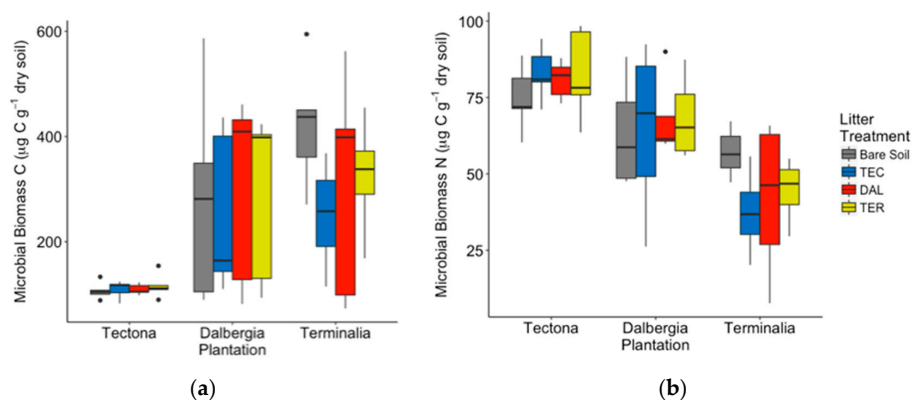 Microbial Biomass C (µg C g⁻¹ dry soil)
600
400
200
Tectona
Dalbergia
Terminalia
Plantation
(a)
Microbial Biomass N (µg C g⁻¹ dry soil)
100
75
50
25
Tectona
Dalbergia
Terminalia
Plantation
(b)
Litter
Treatment
Bare Soil
TEC
DAL
TER